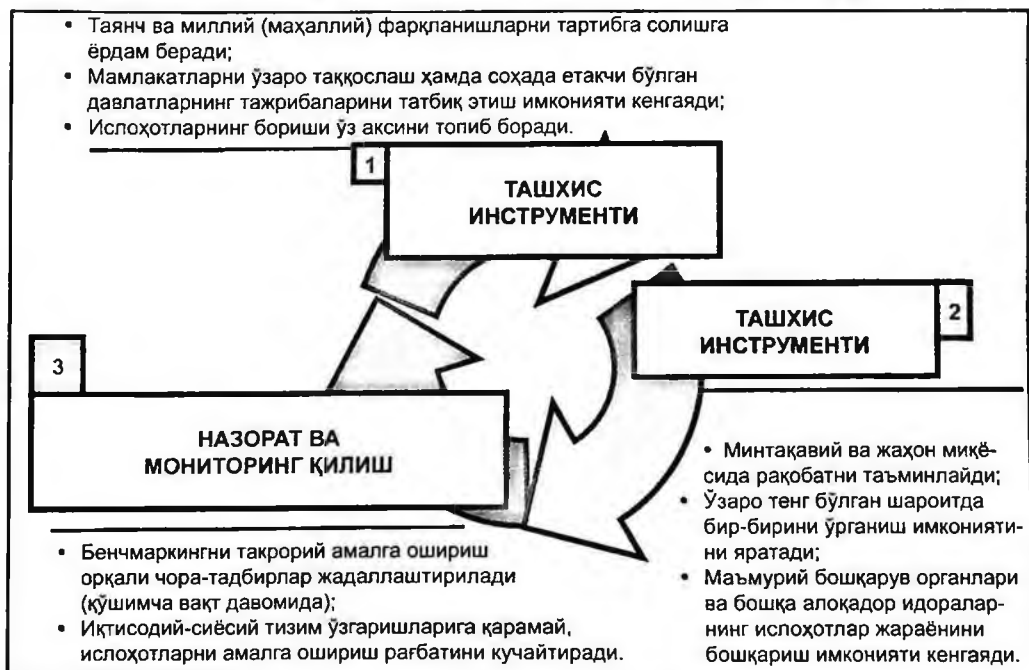 • Таянч ва миллий (маҳаллий) фарқланишларни тартибга солишга
ёрдам беради;
• Мамлакатларни ўзаро таққослаш ҳамда соҳада етакчи бўлган
давлатларнинг тажрибаларини татбиқ этиш имконияти кенгаяди;
• Ислоҳотларнинг бориши ўз аксини топиб боради.
1
ТАШХИС
ИНСТРУМЕНТИ
2
ТАШХИС
ИНСТРУМЕНТИ
3
НАЗОРАТ ВА
МОНИТОРИНГ ҚИЛИШ
• Минтақавий ва жаҳон миқё-
сида рақобатни таъминлайди;
• Ўзаро тенг бўлган шароитда
бир-бирини ўрганиш имконияти-
ни яратади;
• Маъмурий бошқарув органлари
ва бошқа алоқадор идоралар-
нинг ислоҳотлар жараёнини
бошқариш имконияти кенгаяди.
• Бенчмаркингни такрорий амалга ошириш
орқали чора-тадбирлар жадаллаштирилади
(қўшимча вақт давомида);
• Иқтисодий-сиёсий тизим ўзгаришларига қарамай,
ислоҳотларни амалга ошириш рағбатини кучайтиради.